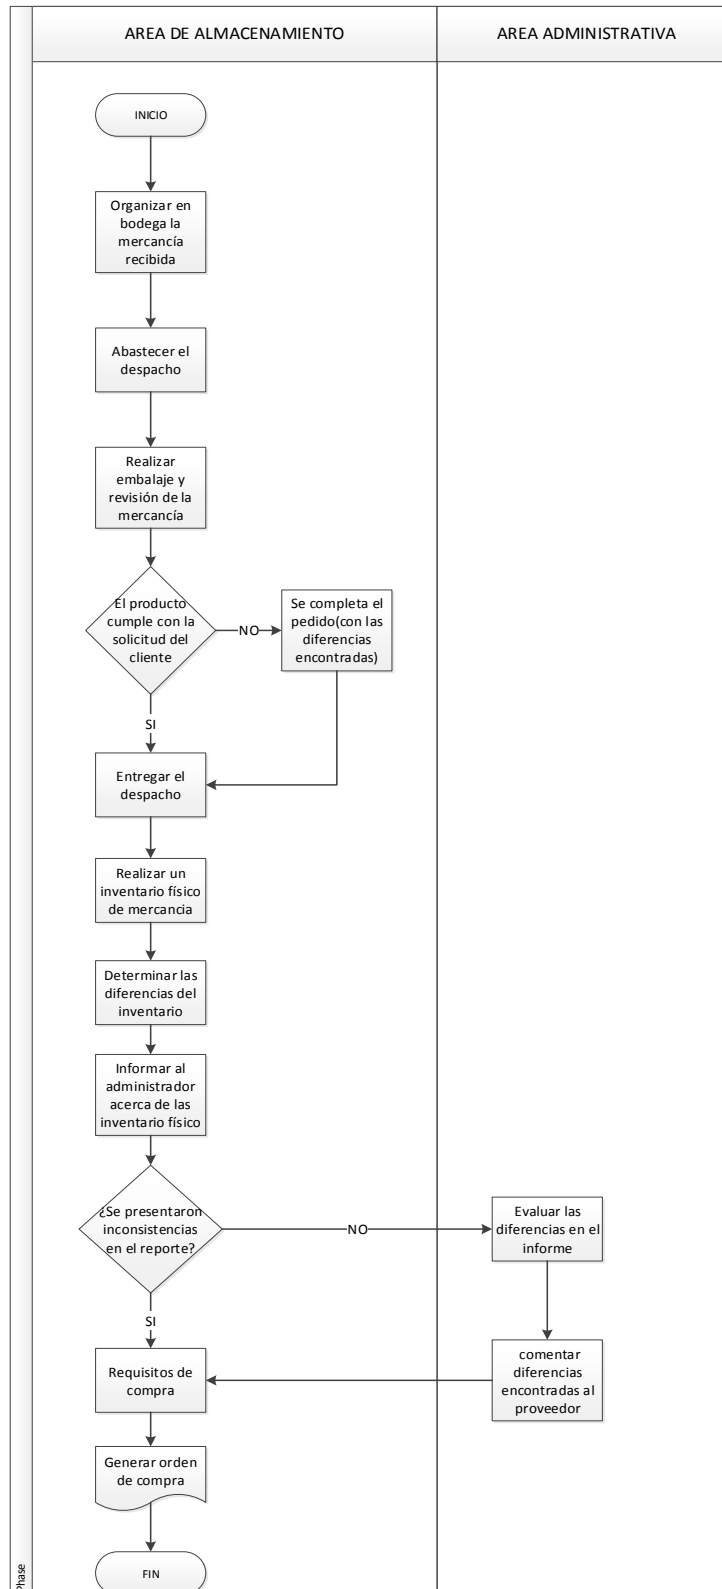 AREA DE ALMACENAMIENTO
AREA ADMINISTRATIVA
INICIO
Organizar en
bodega la
mercancía
recibida
Abastecer el
despacho
Realizar
embalaje y
revisión de la
mercancía
El producto
cumple con la
solicitud del
cliente
NO
Se completa el
pedido(con las
diferencias
encontradas)
SI
Entregar el
despacho
Realizar un
inventario físico
de mercancia
Determinar las
diferencias del
inventario
Informar al
administrador
acerca de las
inventario físico
¿Se presentaron
inconsistencias
en el reporte?
NO
Evaluar las
diferencias en el
informe
SI
comentar
diferencias
encontradas al
proveedor
Requisitos de
compra
Generar orden
de compra
FIN
Phase